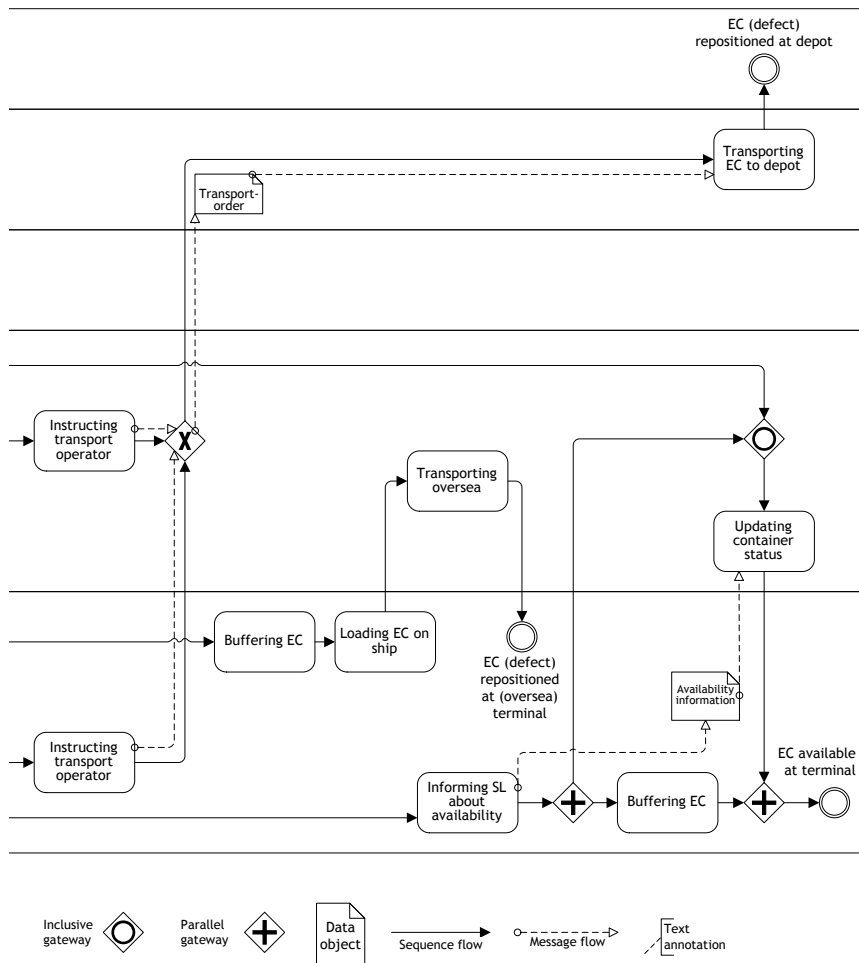 EC (defect)
repositioned at depot
Transporting
EC to depot
Transport-
order
Instructing
transport
operator
X
Transporting
oversea
Updating
container
status
Buffering EC
Loading EC on
ship
EC (defect)
repositioned
at (oversea)
terminal
Availability
information
Instructing
transport
operator
EC available
at terminal
Informing SL
about
availability
Buffering EC
Inclusive
gateway
Parallel
gateway
Data
object
Sequence flow
Message flow
Text
annotation